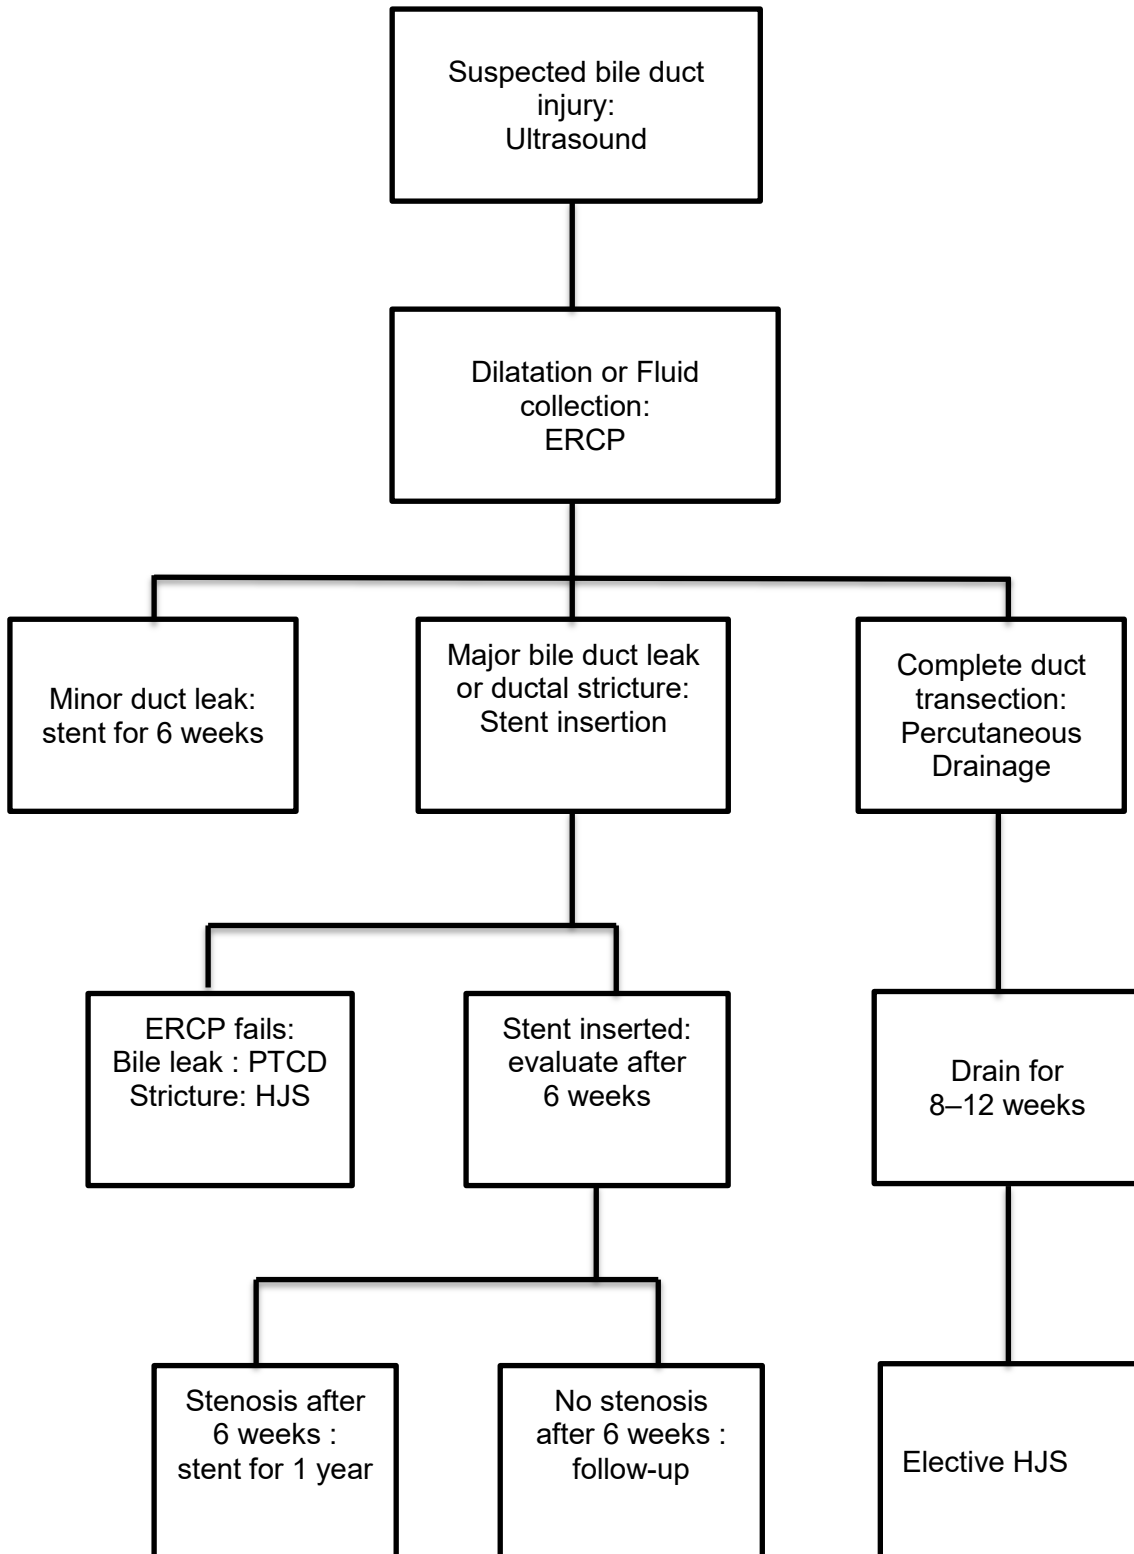 Suspected bile duct
injury:
Ultrasound
Dilatation or Fluid
collection:
ERCP
Minor duct leak:
stent for 6 weeks
Major bile duct leak
or ductal stricture:
Stent insertion
Complete duct
transection:
Percutaneous
Drainage
ERCP fails:
Bile leak : PTCD
Stricture: HJS
Stent inserted:
evaluate after
6 weeks
Drain for
8–12 weeks
Stenosis after
6 weeks :
stent for 1 year
No stenosis
after 6 weeks :
follow-up
Elective HJS